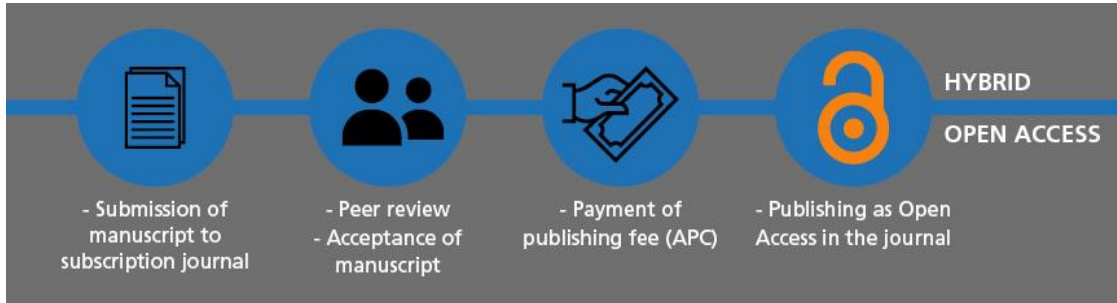 HYBRID
OPEN ACCESS
- Submission of
manuscript to
subscription journal
- Peer review
- Acceptance of
manuscript
- Payment of
publishing fee (APC)
- Publishing as Open
Access in the journal